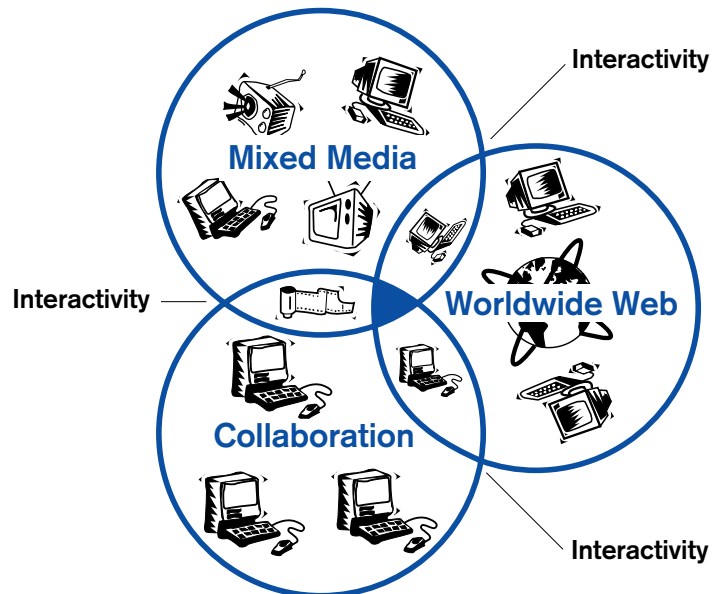 Interactivity
Mixed Media
Interactivity
Worldwide Web
Collaboration
Interactivity